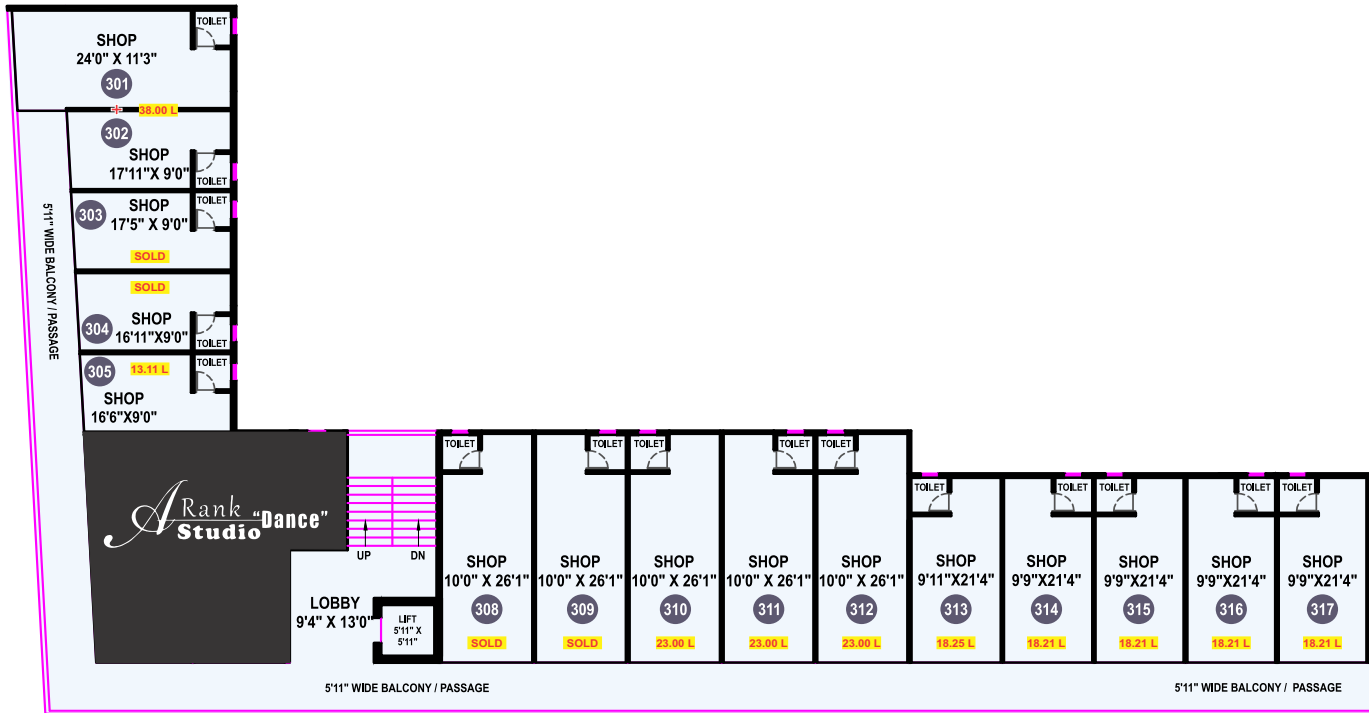 TOILET
SHOP
24'0" X 11'3"
301
38.00 L
302
SHOP
17'11"X 9'0"
TOILET
TOILET
SHOP
303
17'5" X 9'0"
SOLD
SOLD
304
SHOP
16'11"X9'0"
TOILET
TOILET
305
13.11 L
SHOP
16'6"X9'0"
5'11" WIDE BALCONY / PASSAGE
A Rank
Studio "Dance"
UP
DN
LOBBY
9'4" X 13'0"
LIFT
5'11" X
5'11"
TOILET
SHOP
10'0" X 26'1"
308
SOLD
TOILET
SHOP
10'0" X 26'1"
309
SOLD
TOILET
SHOP
10'0" X 26'1"
310
23.00 L
TOILET
SHOP
10'0" X 26'1"
311
23.00 L
TOILET
SHOP
10'0" X 26'1"
312
23.00 L
TOILET
SHOP
9'11"X21'4"
313
18.25 L
TOILET
SHOP
9'9"X21'4"
314
18.21 L
TOILET
SHOP
9'9"X21'4"
315
18.21 L
TOILET
SHOP
9'9"X21'4"
316
18.21 L
TOILET
SHOP
9'9"X21'4"
317
18.21 L
5'11" WIDE BALCONY / PASSAGE
5'11" WIDE BALCONY / PASSAGE